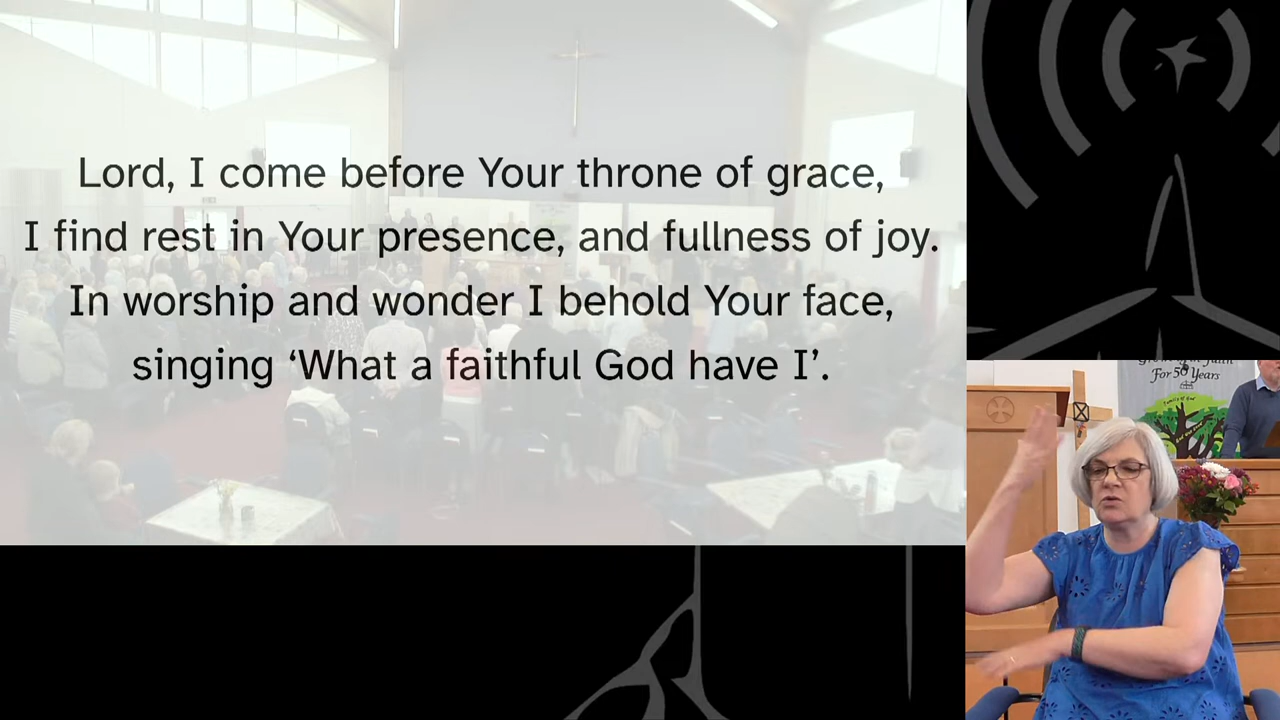 Lord, I come before Your throne of grace,
I find rest in Your presence, and fullness of joy.
In worship and wonder I behold Your face,
singing ‘What a faithful God have I’.
For 50 Years